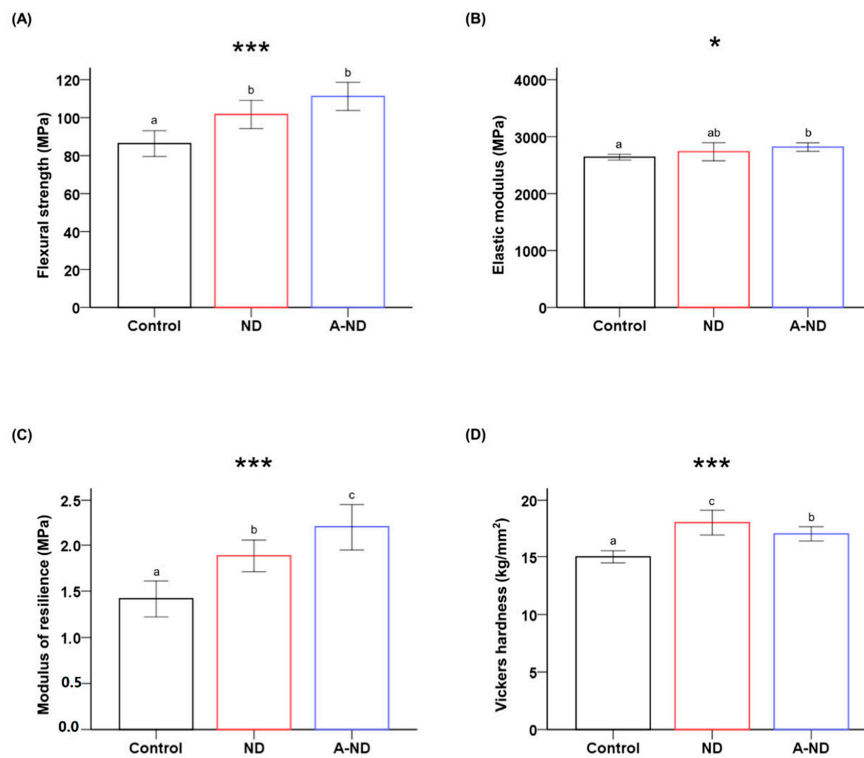 (A)
***
Flexural strength (MPa)
120
100
80
60
40
20
0
a
b
b
Control ND A-ND
(B)
*
Elastic modulus (MPa)
4000
3000
2000
1000
0
a
ab
b
Control ND A-ND
(C)
***
Modulus of resilience (MPa)
2.5
2.0
1.5
1.0
0.5
0.0
a
b
c
Control ND A-ND
(D)
***
Vickers hardness (kg/mm²)
20
15
10
5
0
a
c
b
Control ND A-ND